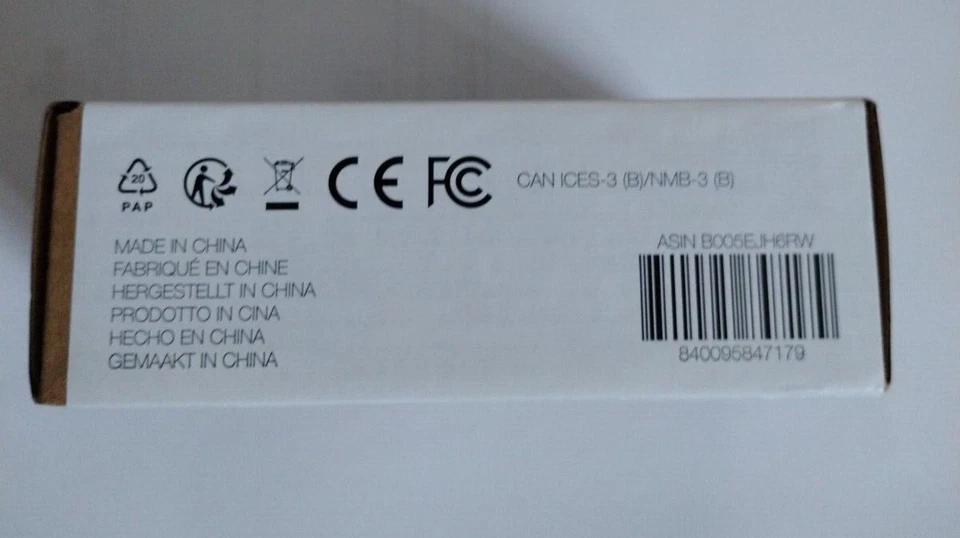 20
PAP
CE FC
CAN ICES-3 (B)/NMB-3 (B)
MADE IN CHINA
FABRIQUÉ EN CHINE
HERGESTELLT IN CHINA
PRODOTTO IN CINA
HECHO EN CHINA
GEMAAKT IN CHINA
ASIN B005EJH6RW
840095847179